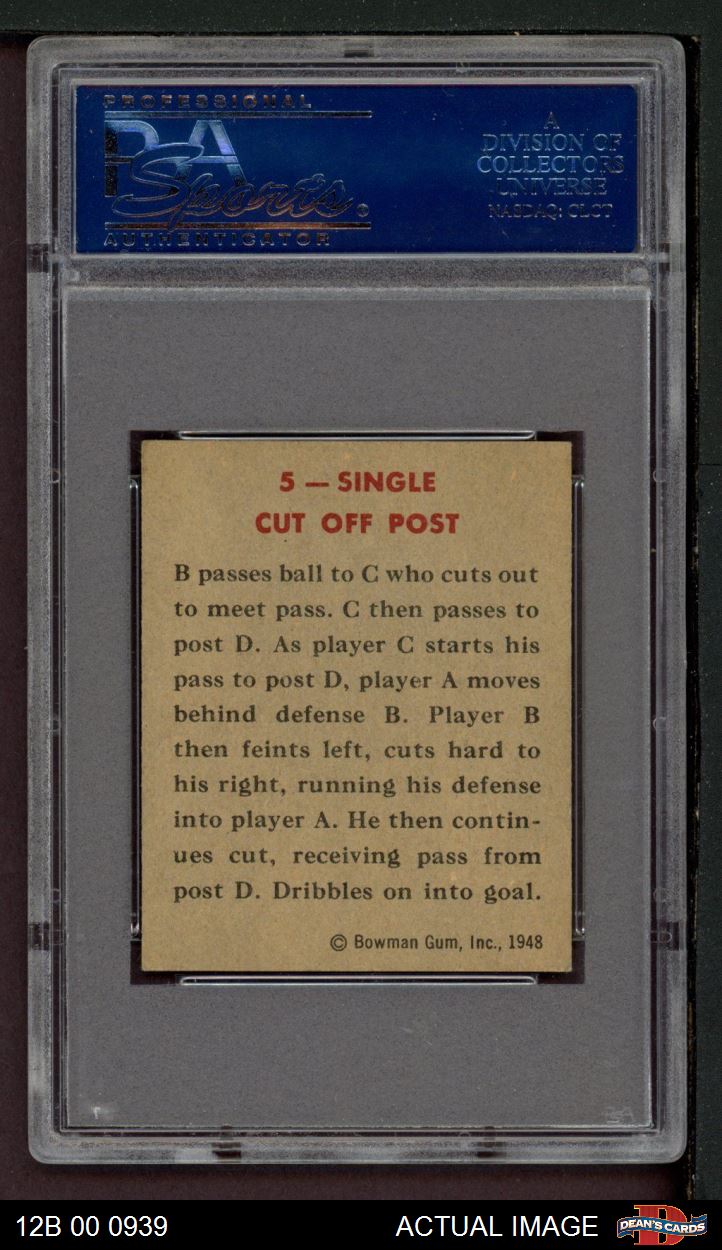 PROFESSIONAL
PSA
Sports
AUTHENTICATOR
A
DIVISION OF
COLLECTORS
UNIVERSE
NASDAQ: CLCT
5 — SINGLE
CUT OFF POST
B passes ball to C who cuts out
to meet pass. C then passes to
post D. As player C starts his
pass to post D, player A moves
behind defense B. Player B
then feints left, cuts hard to
his right, running his defense
into player A. He then contin-
ues cut, receiving pass from
post D. Dribbles on into goal.
© Bowman Gum, Inc., 1948
PSA
12B 00 0939
ACTUAL IMAGE
DEAN'S CARDS